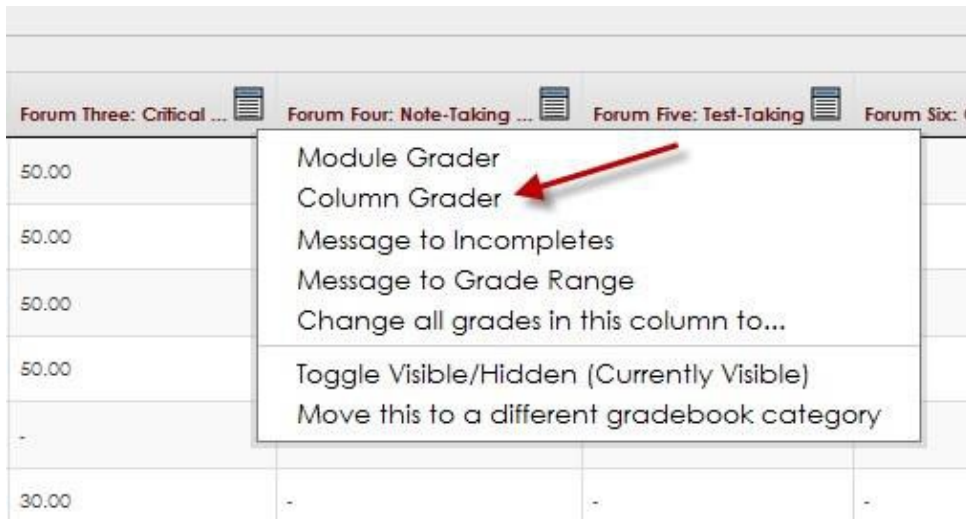 Forum Three: Critical ... Forum Four: Note-Taking ... Forum Five: Test-Taking Forum Six:
50.00
Module Grader
Column Grader
50.00
Message to Incompletes
Message to Grade Range
50.00
Change all grades in this column to...
50.00
Toggle Visible/Hidden (Currently Visible)
Move this to a different gradebook category
-
30.00 - - -